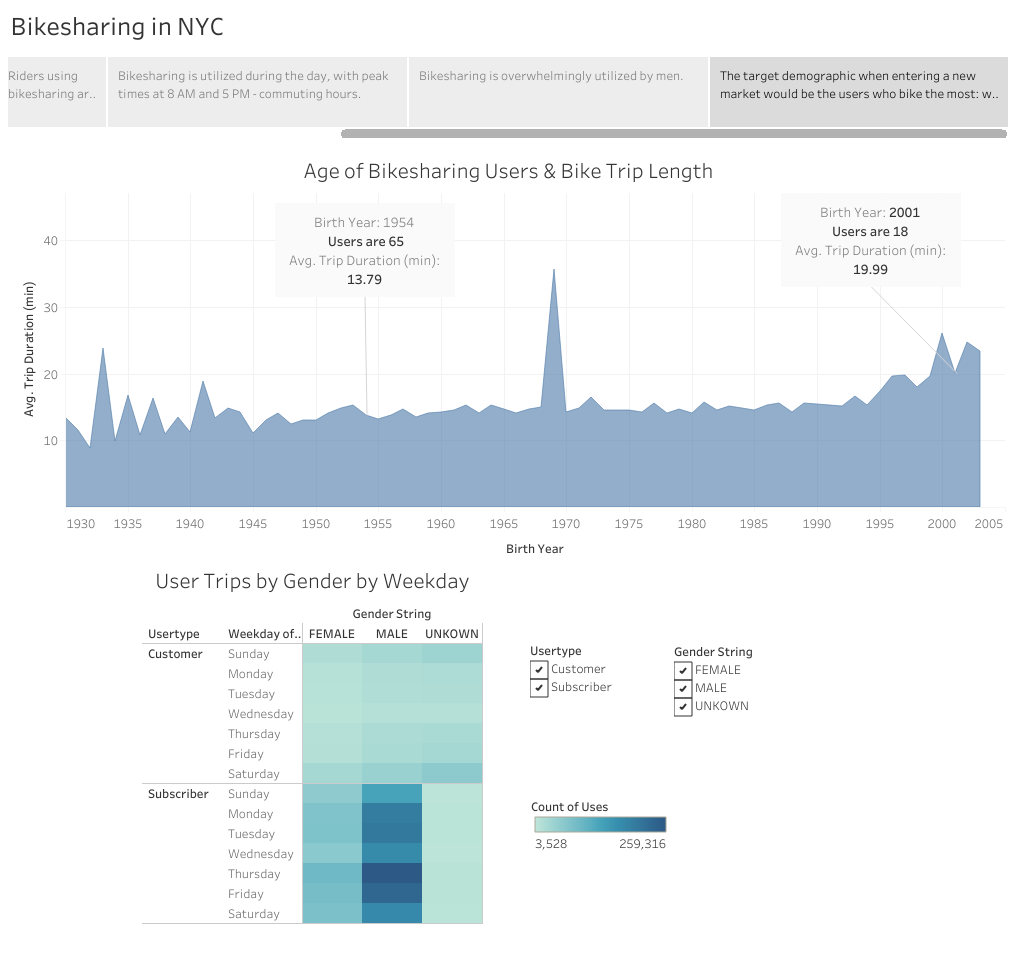 Bikesharing in NYC
Riders using
bikesharing ar..
Bikesharing is utilized during the day, with peak
times at 8 AM and 5 PM - commuting hours.
Bikesharing is overwhelmingly utilized by men.
The target demographic when entering a new
market would be the users who bike the most: w..
Age of Bikesharing Users & Bike Trip Length
Birth Year: 1954
Users are 65
Avg. Trip Duration (min):
13.79
Birth Year: 2001
Users are 18
Avg. Trip Duration (min):
19.99
Avg. Trip Duration (min)
40
30
20
10
1930 1935 1940 1945 1950 1955 1960 1965 1970 1975 1980 1985 1990 1995 2000 2005
Birth Year
User Trips by Gender by Weekday
Gender String
Usertype Weekday of.. FEMALE MALE UNKOWN
Customer Sunday
Monday
Tuesday
Wednesday
Thursday
Friday
Saturday
Subscriber Sunday
Monday
Tuesday
Wednesday
Thursday
Friday
Saturday
Usertype
Customer
Subscriber
Gender String
FEMALE
MALE
UNKOWN
Count of Uses
3,528 259,316